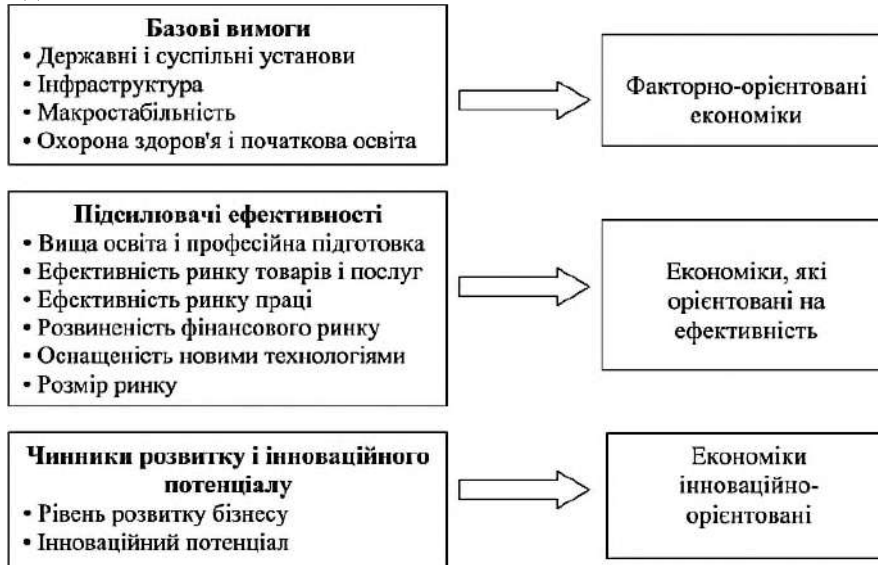 Базові вимоги
• Державні і суспільні установи
• Інфраструктура
• Макростабільність
• Охорона здоров'я і початкова освіта
Факторно-орієнтовані
економіки
Підсилювачі ефективності
• Вища освіта і професійна підготовка
• Ефективність ринку товарів і послуг
• Ефективність ринку праці
• Розвиненість фінансового ринку
• Оснащеність новими технологіями
• Розмір ринку
Економіки, які
орієнтовані на
ефективність
Чинники розвитку і інноваційного
потенціалу
• Рівень розвитку бізнесу
• Інноваційний потенціал
Економіки
інноваційно-
орієнтовані